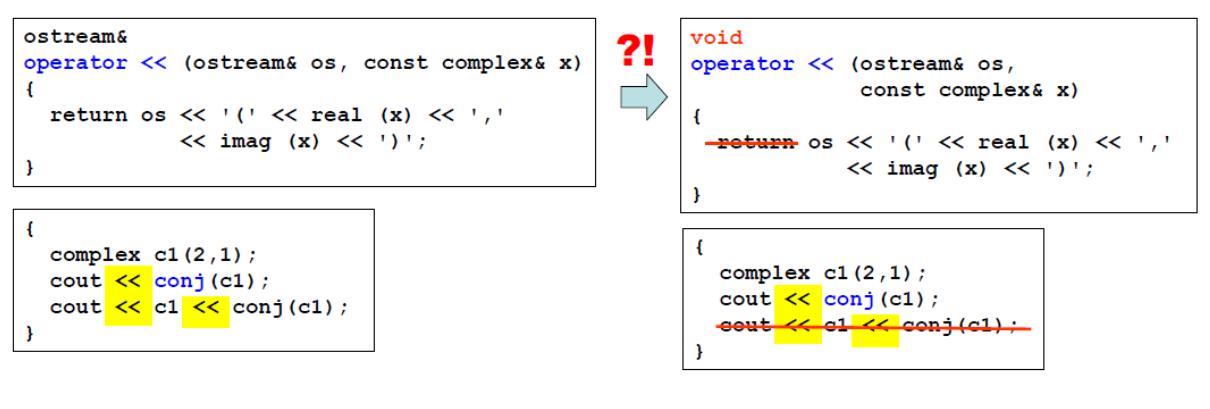 ostream&
operator << (ostream& os, const complex& x)
{
return os << '(' << real (x) << ','
<< imag (x) << ')';
}
{
complex c1(2,1);
cout << conj(c1);
cout << c1 << conj(c1);
}
?!
void
operator << (ostream& os,
const complex& x)
{
return os << '(' << real (x) << ','
<< imag (x) << ')';
}
{
complex c1(2,1);
cout << conj(c1);
cout << c1 << conj(c1);
}